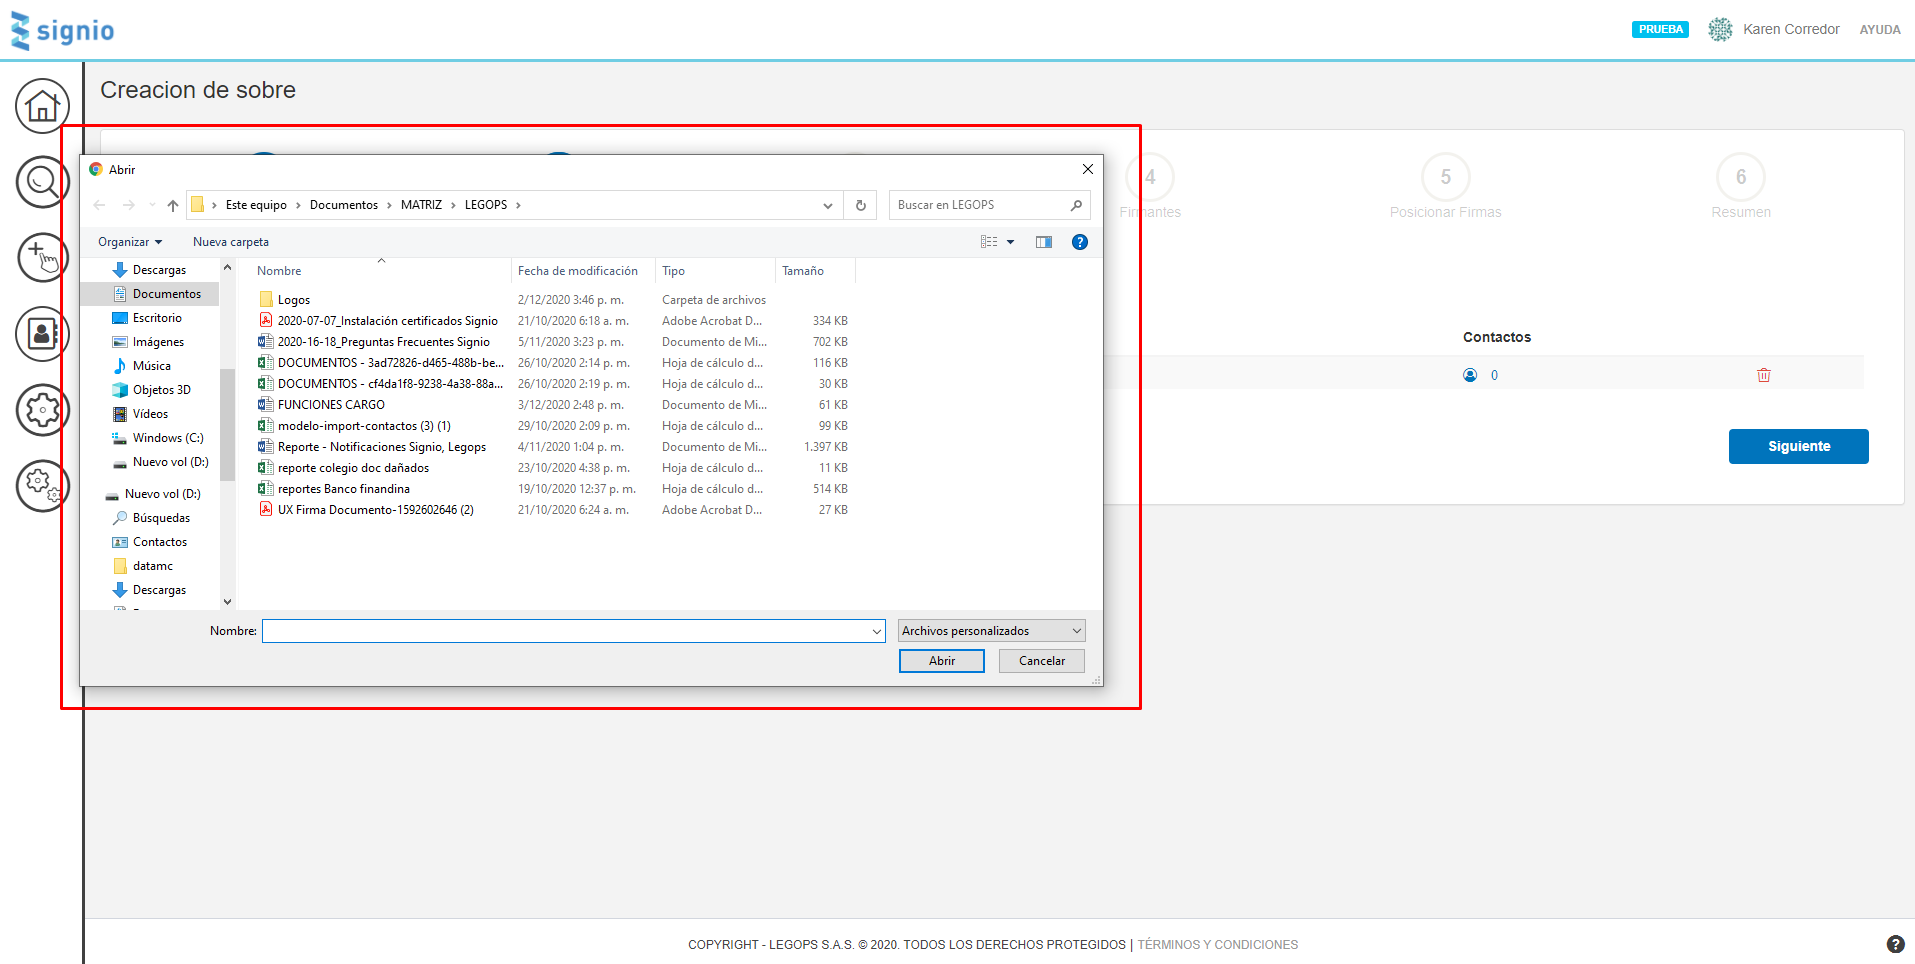 signio
PRUEBA
Karen Corredor
AYUDA
Creacion de sobre
Abrir
Este equipo > Documentos > MATRIZ > LEGOPS >
Buscar en LEGOPS
Organizar
Nueva carpeta
Descargas
Documentos
Escritorio
Imágenes
Música
Objetos 3D
Vídeos
Windows (C:)
Nuevo vol (D:)
Nuevo vol (D:)
Búsquedas
Contactos
datamc
Descargas
Nombre Fecha de modificación Tipo Tamaño
Logos 2/12/2020 3:46 p. m. Carpeta de archivos
2020-07-07_Instalación certificados Signio 21/10/2020 6:18 a. m. Adobe Acrobat D... 334 KB
2020-16-18_Preguntas Frecuentes Signio 5/11/2020 3:23 p. m. Documento de Mi... 702 KB
DOCUMENTOS - 3ad72826-d465-488b-be... 26/10/2020 2:14 p. m. Hoja de cálculo d... 116 KB
DOCUMENTOS - cf4da1f8-9238-4a38-88a... 26/10/2020 2:19 p. m. Hoja de cálculo d... 30 KB
FUNCIONES CARGO 3/12/2020 2:48 p. m. Documento de Mi... 61 KB
modelo-import-contactos (3) (1) 29/10/2020 2:09 p. m. Hoja de cálculo d... 99 KB
Reporte - Notificaciones Signio, Legops 4/11/2020 1:04 p. m. Documento de Mi... 1.397 KB
reporte colegio doc dañados 23/10/2020 4:38 p. m. Hoja de cálculo d... 11 KB
reportes Banco finandina 19/10/2020 12:37 p. m. Hoja de cálculo d... 514 KB
UX Firma Documento-1592602646 (2) 21/10/2020 6:24 a. m. Adobe Acrobat D... 27 KB
Nombre:
Archivos personalizados
Abrir
Cancelar
4
Firmantes
5
Posicionar Firmas
6
Resumen
Contactos
0
Siguiente
COPYRIGHT - LEGOPS S.A.S. © 2020. TODOS LOS DERECHOS PROTEGIDOS | TÉRMINOS Y CONDICIONES